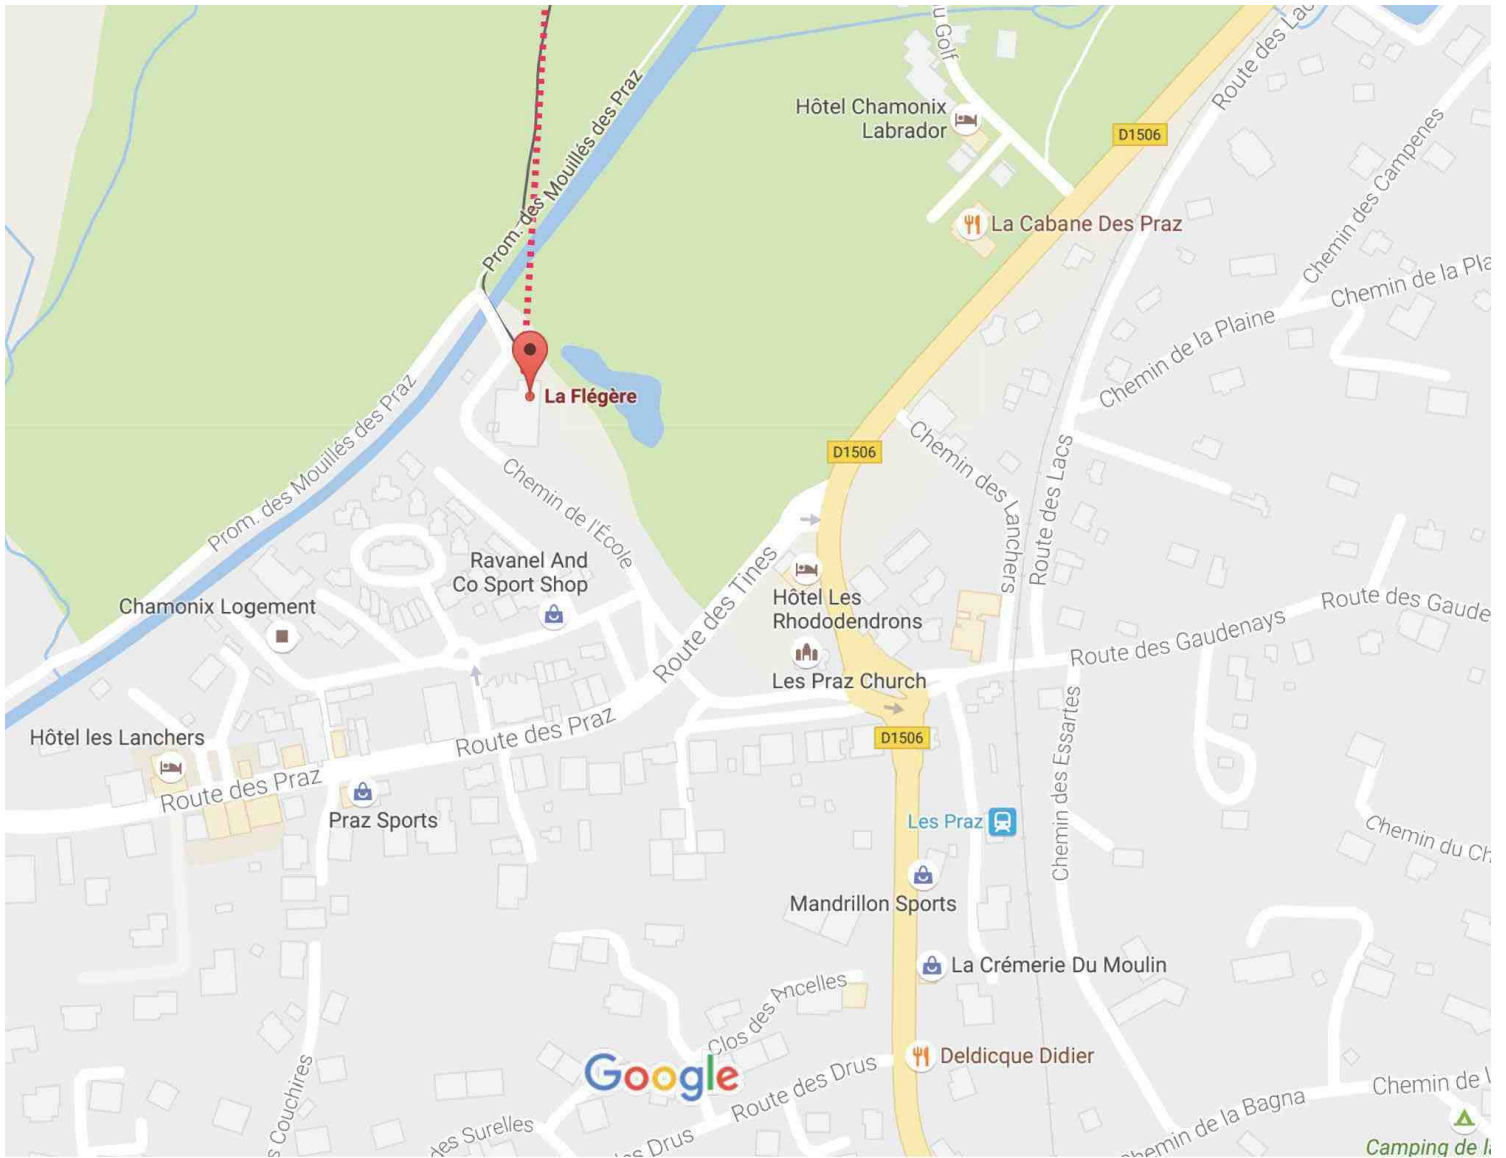 u Golf
Route des Lac
Hôtel Chamonix
Labrador
D1506
Prom. des Mouillés des Praz
Chemin des Campenes
La Cabane Des Praz
Chemin de la Pla
Chemin de la Plaine
La Flégère
Prom. des Mouillés des Praz
D1506
Chemin des Lanchers
Route des Lacs
Chemin de l'École
Ravanel And
Co Sport Shop
Route des Tines
Hôtel Les
Rhododendrons
Chamonix Logement
Route des Gaude
Route des Gaudenays
Les Praz Church
Hôtel les Lanchers
Route des Praz
D1506
Route des Praz
Chemin des Essartes
Praz Sports
Les Praz
Chemin du Ch
Mandrillon Sports
La Crémerie Du Moulin
Clos des Ancelles
Google
Deldicque Didier
Route des Drus
s Couchires
Chemin de l
hemin de la Bagna
des Surelles
es Drus
Camping de la